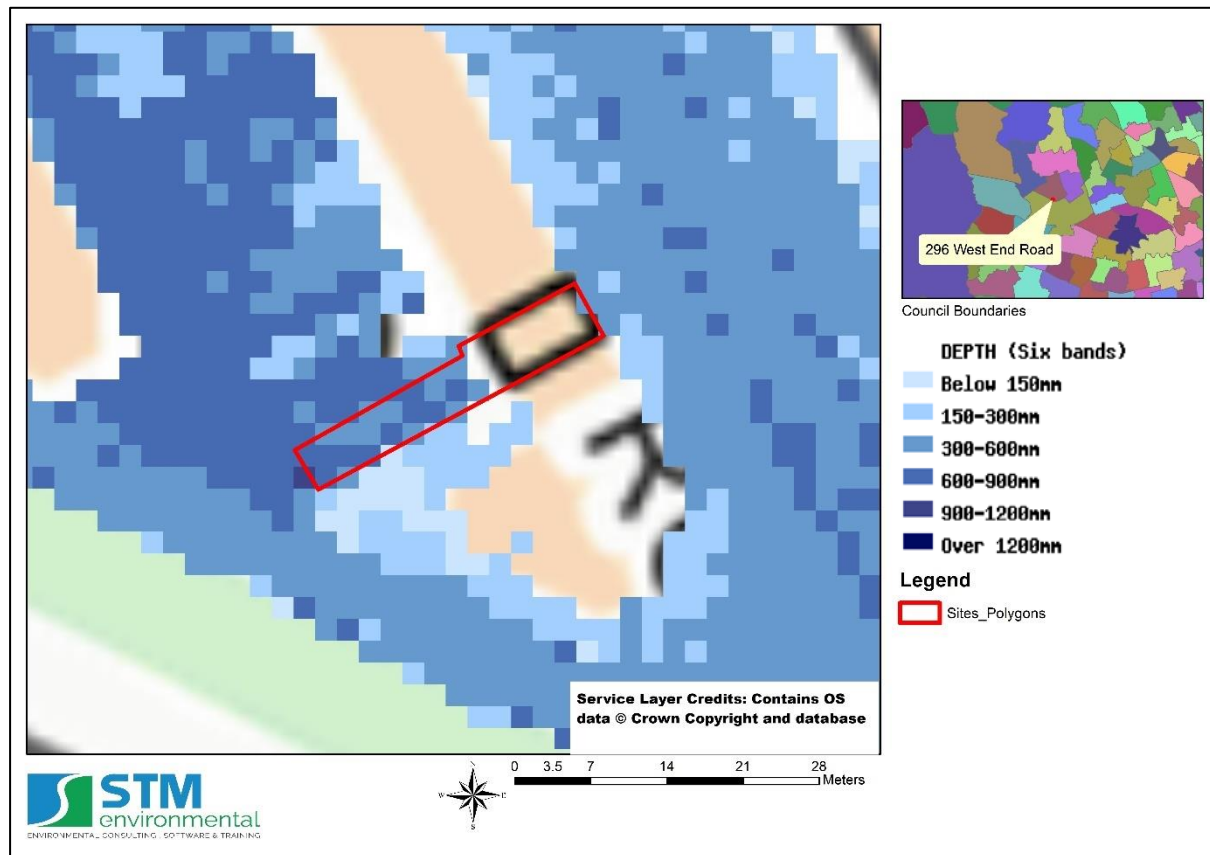 296 West End Road
Council Boundaries
DEPTH (Six bands)
Below 150mm
150-300mm
300-600mm
600-900mm
900-1200mm
Over 1200mm
Legend
Sites_Polygons
Service Layer Credits: Contains OS
data © Crown Copyright and database
STM
environmental
ENVIRONMENTAL CONSULTING . SOFTWARE & TRAINING
N
W
E
S
0 3.5 7 14 21 28
Meters